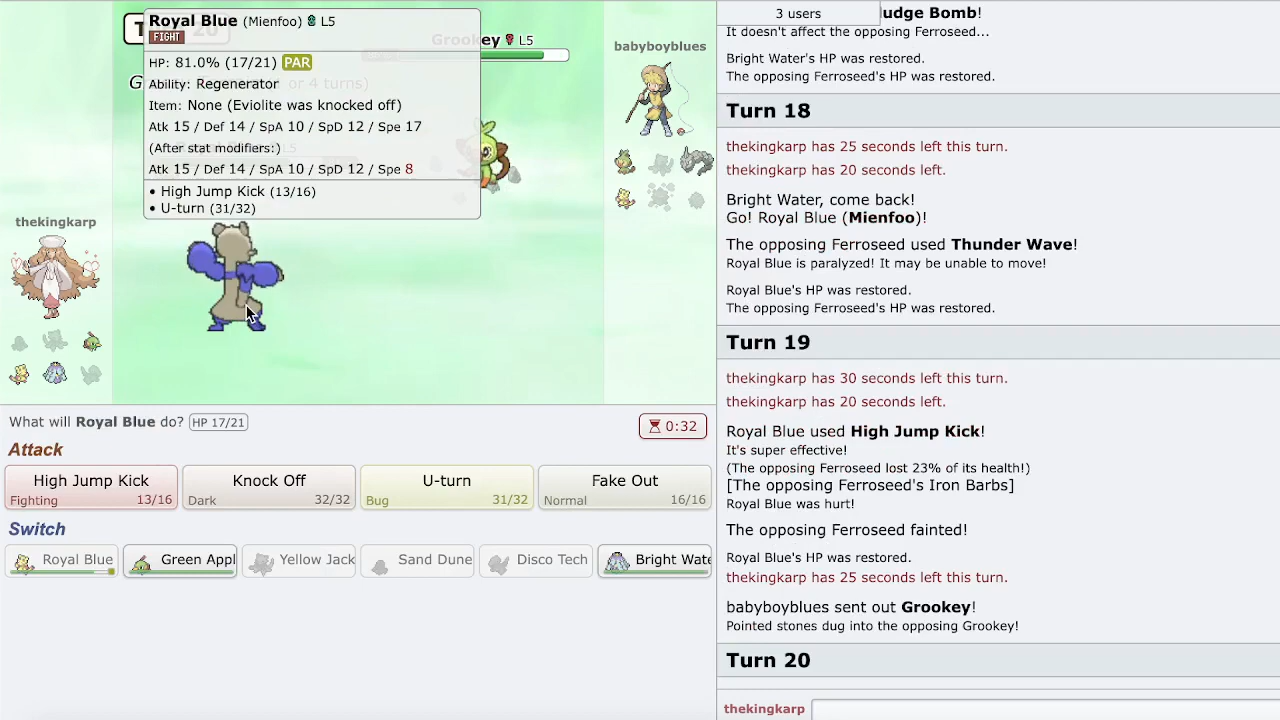 Royal Blue (Mienfoo) L5
FIGHT
HP: 81.0% (17/21) PAR
Ability: Regenerator
Item: None (Eviolite was knocked off)
Atk 15 / Def 14 / SpA 10 / SpD 12 / Spe 17
(After stat modifiers:)
Atk 15 / Def 14 / SpA 10 / SpD 12 / Spe 8
• High Jump Kick (13/16)
• U-turn (31/32)
Grookey L5
or 4 turns)
babyboyblues
thekingkarp
What will Royal Blue do? HP 17/21
0:32
Attack
High Jump Kick
Fighting 13/16
Knock Off
Dark 32/32
U-turn
Bug 31/32
Fake Out
Normal 16/16
Switch
Royal Blue
Green Appl
Yellow Jack
Sand Dune
Disco Tech
Bright Wate
3 users
udge Bomb!
It doesn't affect the opposing Ferroseed...
Bright Water's HP was restored.
The opposing Ferroseed's HP was restored.
Turn 18
thekingkarp has 25 seconds left this turn.
thekingkarp has 20 seconds left.
Bright Water, come back!
Go! Royal Blue (Mienfoo)!
The opposing Ferroseed used Thunder Wave!
Royal Blue is paralyzed! It may be unable to move!
Royal Blue's HP was restored.
The opposing Ferroseed's HP was restored.
Turn 19
thekingkarp has 30 seconds left this turn.
thekingkarp has 20 seconds left.
Royal Blue used High Jump Kick!
It's super effective!
(The opposing Ferroseed lost 23% of its health!)
[The opposing Ferroseed's Iron Barbs]
Royal Blue was hurt!
The opposing Ferroseed fainted!
Royal Blue's HP was restored.
thekingkarp has 25 seconds left this turn.
babyboyblues sent out Grookey!
Pointed stones dug into the opposing Grookey!
Turn 20
thekingkarp